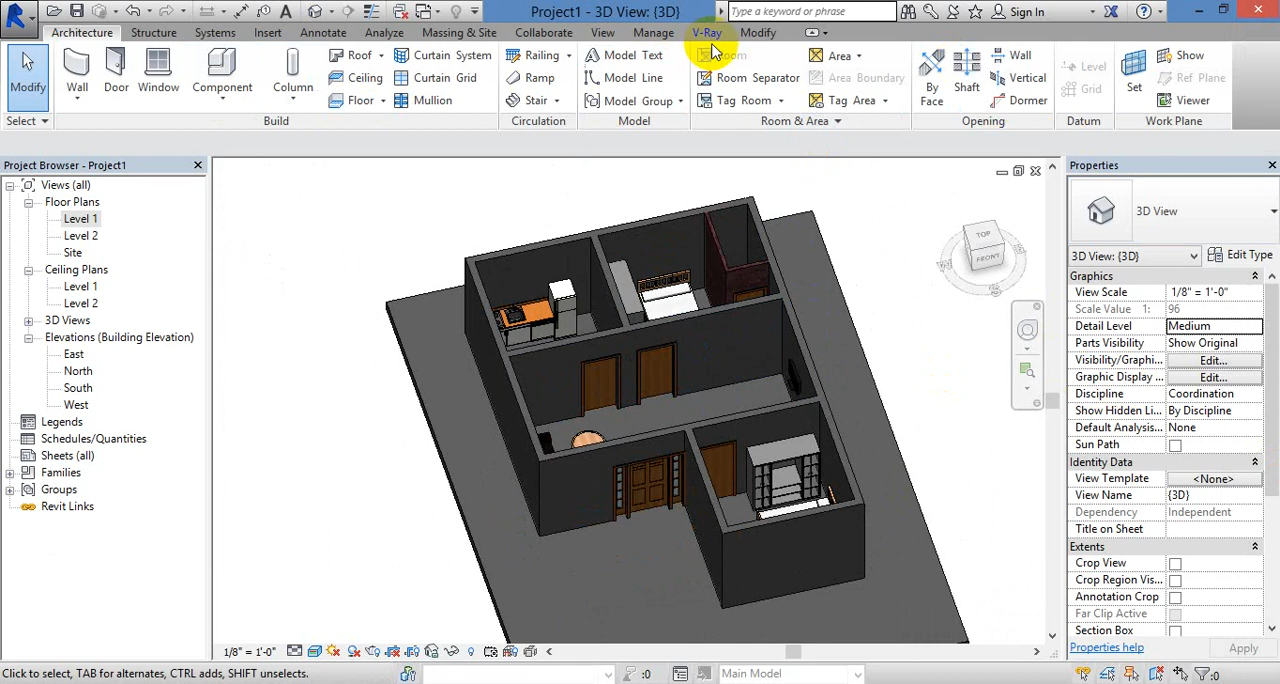 Project1 - 3D View: {3D}
Type a keyword or phrase
Sign In
Architecture Structure Systems Insert Annotate Analyze Massing & Site Collaborate View Manage V-Ray Modify
Modify
Select
Wall
Door
Window
Component
Column
Roof
Ceiling
Floor
Curtain System
Curtain Grid
Mullion
Build
Railing
Ramp
Stair
Circulation
Model Text
Model Line
Model Group
Model
Room Separator
Tag Room
Area
Area Boundary
Tag Area
Room & Area
By Face
Shaft
Wall
Vertical
Dormer
Opening
Level
Grid
Datum
Set
Show
Ref Plane
Viewer
Work Plane
Project Browser - Project1
Views (all)
Floor Plans
Level 1
Level 2
Site
Ceiling Plans
Level 1
Level 2
3D Views
Elevations (Building Elevation)
East
North
South
West
Legends
Schedules/Quantities
Sheets (all)
Families
Groups
Revit Links
TOP
FRONT
Properties
3D View
3D View: {3D} Edit Type
Graphics
View Scale 1/8" = 1'-0"
Scale Value 1: 96
Detail Level Medium
Parts Visibility Show Original
Visibility/Graphi... Edit...
Graphic Display ... Edit...
Discipline Coordination
Show Hidden Li... By Discipline
Default Analysis... None
Sun Path
Identity Data
View Template <None>
View Name {3D}
Dependency Independent
Title on Sheet
Extents
Crop View
Crop Region Vis...
Annotation Crop
Far Clip Active
Section Box
Properties help Apply
1/8" = 1'-0"
Click to select, TAB for alternates, CTRL adds, SHIFT unselects.
:0
Main Model
:0